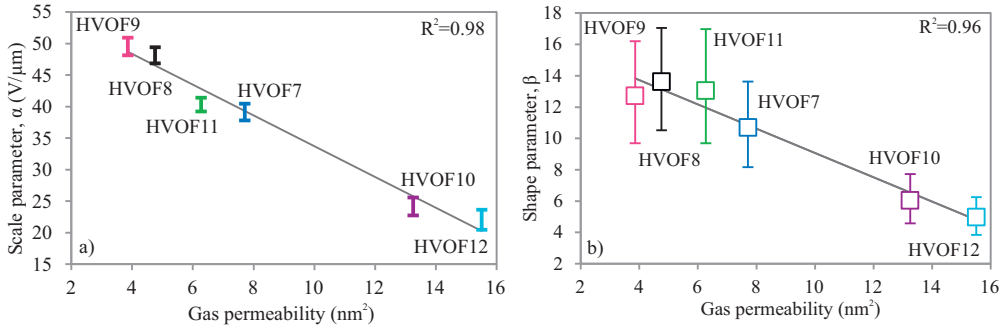 Scale parameter, α (V/μm)
55
50
45
40
35
30
25
20
15
HVOF9
R²=0.98
HVOF8
HVOF7
HVOF11
HVOF10
HVOF12
a)
2 4 6 8 10 12 14 16
Gas permeability (nm²)
Shape parameter, β
18
16
14
12
10
8
6
4
2
HVOF9
R²=0.96
HVOF11
HVOF7
HVOF8
HVOF10
HVOF12
b)
2 4 6 8 10 12 14 16
Gas permeability (nm²)